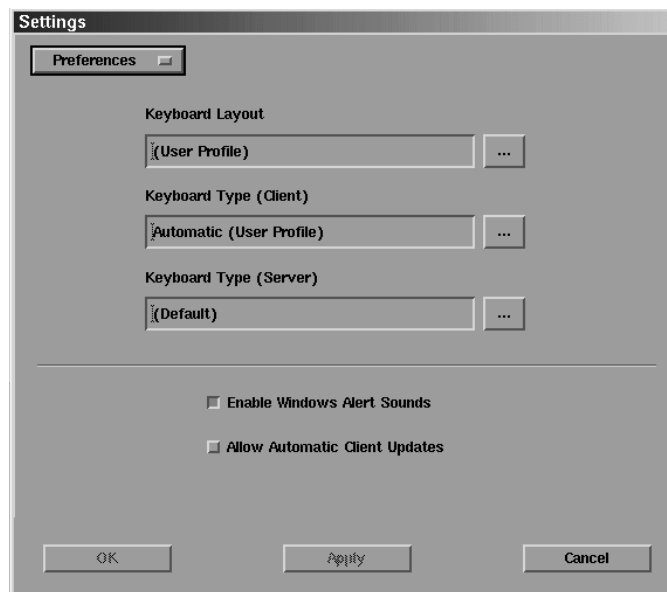 Settings
Preferences
Keyboard Layout
(User Profile)
...
Keyboard Type (Client)
Automatic (User Profile)
...
Keyboard Type (Server)
(Default)
...
Enable Windows Alert Sounds
Allow Automatic Client Updates
OK Apply Cancel